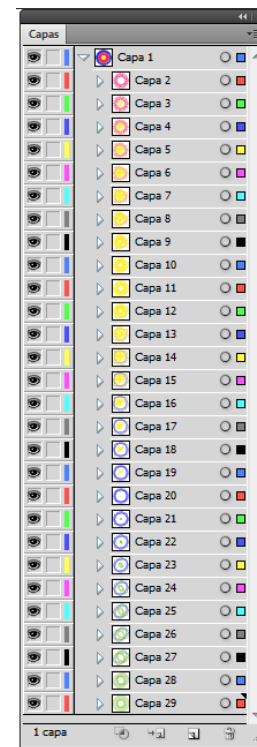 Capas
Capa 1
Capa 2
Capa 3
Capa 4
Capa 5
Capa 6
Capa 7
Capa 8
Capa 9
Capa 10
Capa 11
Capa 12
Capa 13
Capa 14
Capa 15
Capa 16
Capa 17
Capa 18
Capa 19
Capa 20
Capa 21
Capa 22
Capa 23
Capa 24
Capa 25
Capa 26
Capa 27
Capa 28
Capa 29
1 capa